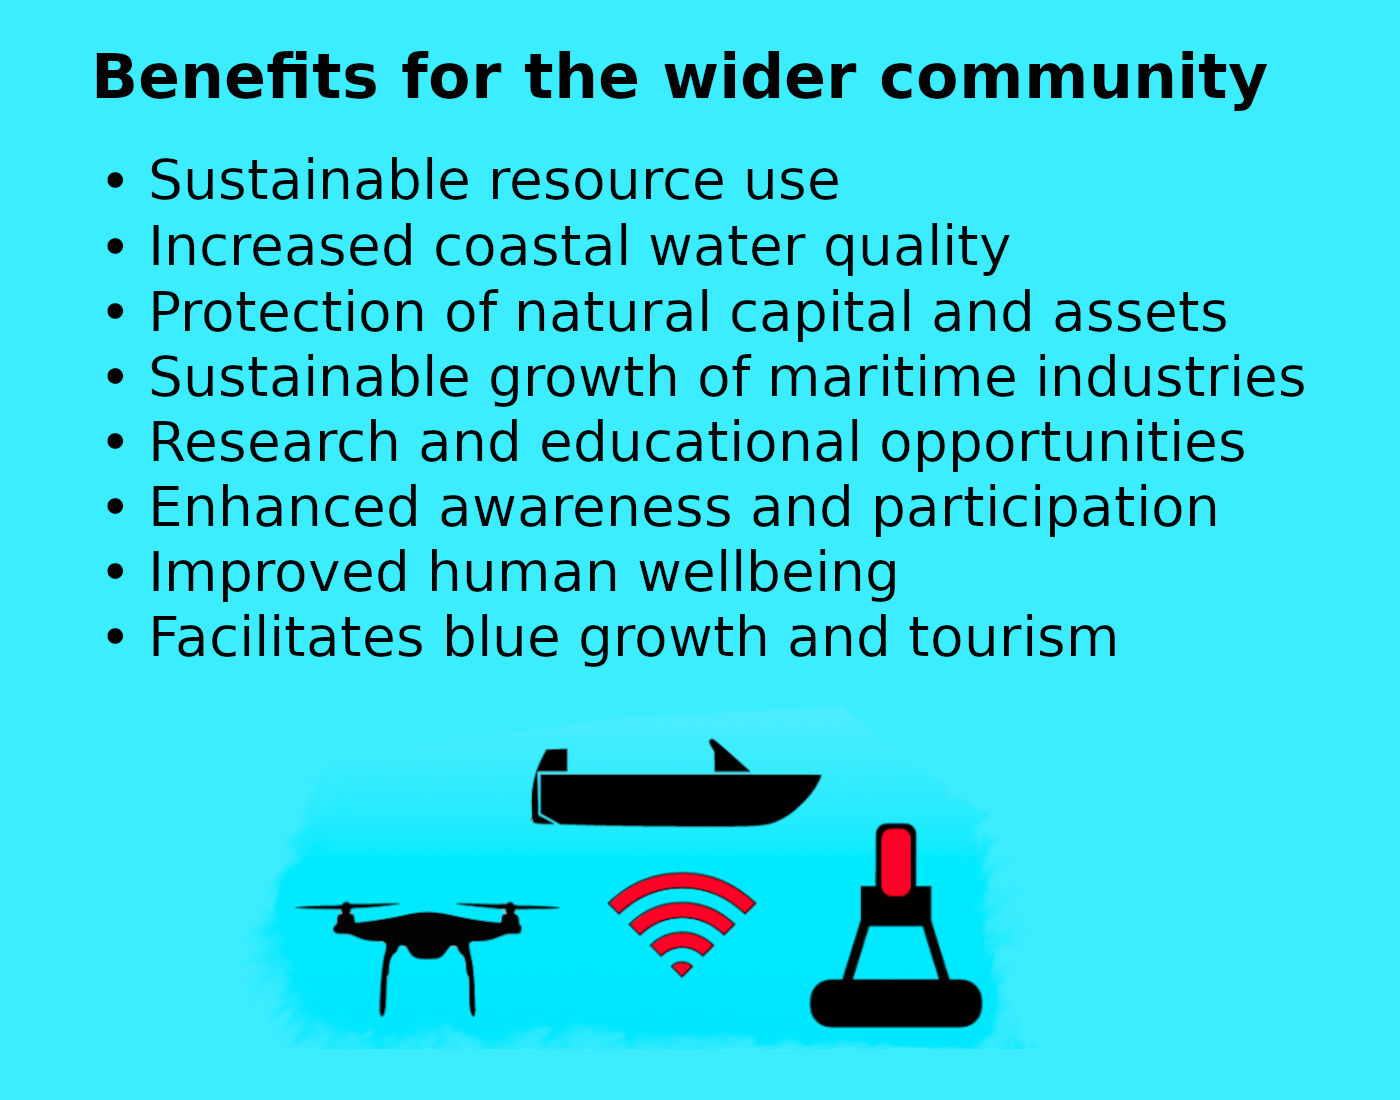 Benefits for the wider community
• Sustainable resource use
• Increased coastal water quality
• Protection of natural capital and assets
• Sustainable growth of maritime industries
• Research and educational opportunities
• Enhanced awareness and participation
• Improved human wellbeing
• Facilitates blue growth and tourism